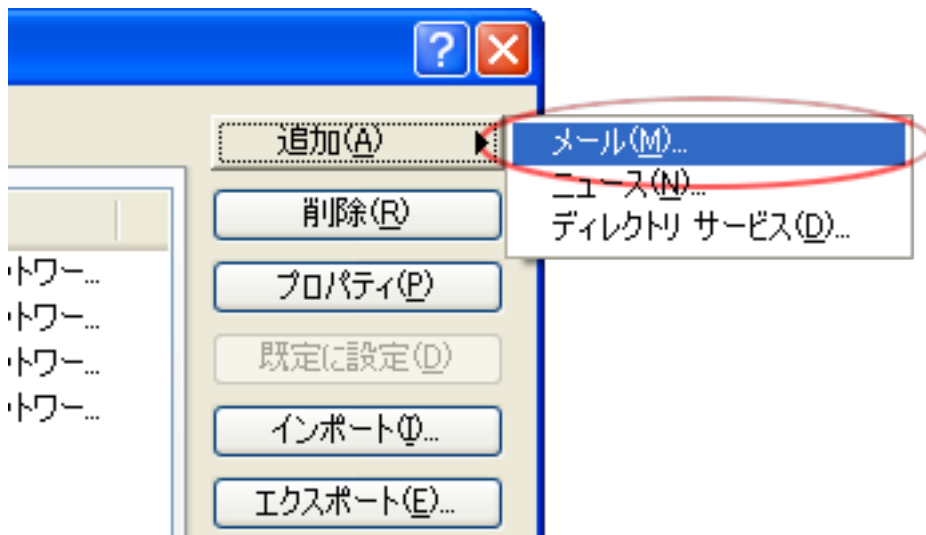 ?
追加(A)
メール(M)...
ニュース(N)...
ディレクトリ サービス(D)...
削除(R)
プロパティ(P)
既定に設定(D)
インポート(I)...
エクスポート(E)...
トワー...
トワー...
トワー...
トワー...